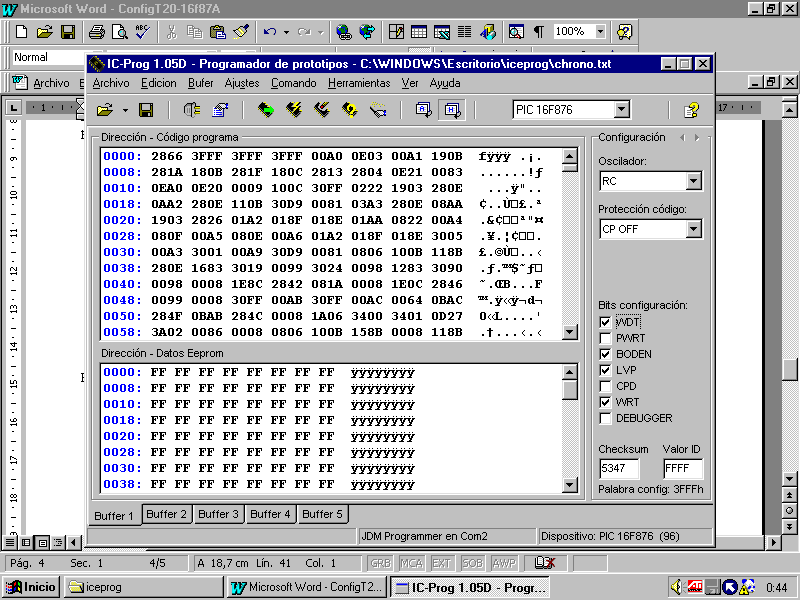 Microsoft Word - ConfigT20-16f87A
100%
Normal
Archivo
IC-Prog 1.05D - Programador de prototipos - C:\WINDOWS\Escritorio\iceprog\chrono.txt
Archivo Edicion Bufer Ajustes Comando Herramientas Ver Ayuda
PIC 16F876
Dirección - Código programa
0000: 2866 3FFF 3FFF 3FFF 00A0 0E03 00A1 190B fÿÿÿ .¡.
0008: 281A 180B 281F 180C 2813 2804 0E21 0083 ......!ƒ
0010: 0EA0 0E20 0009 100C 30FF 0222 1903 280E ...ÿ"..
0018: 0AA2 280E 110B 30D9 0081 03A3 280E 08AA ¢..Ù□£.ª
0020: 1903 2826 01A2 018F 018E 01AA 0822 00A4 .&¢□□ª"¤
0028: 080F 00A5 080E 00A6 01A2 018F 018E 3005 .¥.¦¢□□.
0030: 00A3 3001 00A9 30D9 0081 0806 100B 118B £.©Ù□..‹
0038: 280E 1683 3019 0099 3024 0098 1283 3090 .ƒ.™$˜ƒ□
0040: 0098 0008 1E8C 2842 081A 0008 1E0C 2846 ˜.ŒB...F
0048: 0099 0008 30FF 00AB 30FF 00AC 0064 0BAC ™.ÿ«ÿ¬d¬
0050: 284F 0BAB 284C 0008 1A06 3400 3401 0D27 O«L....'
0058: 3A02 0086 0008 0806 100B 158B 0008 118B .†...‹.‹
Dirección - Datos Eeprom
0000: FF FF FF FF FF FF FF FF ÿÿÿÿÿÿÿÿ
0008: FF FF FF FF FF FF FF FF ÿÿÿÿÿÿÿÿ
0010: FF FF FF FF FF FF FF FF ÿÿÿÿÿÿÿÿ
0018: FF FF FF FF FF FF FF FF ÿÿÿÿÿÿÿÿ
0020: FF FF FF FF FF FF FF FF ÿÿÿÿÿÿÿÿ
0028: FF FF FF FF FF FF FF FF ÿÿÿÿÿÿÿÿ
0030: FF FF FF FF FF FF FF FF ÿÿÿÿÿÿÿÿ
0038: FF FF FF FF FF FF FF FF ÿÿÿÿÿÿÿÿ
Configuración
Oscilador:
RC
Protección código:
CP OFF
Bits configuración:
WDT
PWRT
BODEN
LVP
CPD
WRT
DEBUGGER
Checksum Valor ID
5347 FFFF
Palabra config: 3FFFh
Buffer 1 Buffer 2 Buffer 3 Buffer 4 Buffer 5
JDM Programmer en Com2 Dispositivo: PIC 16F876 (96)
Pág. 4 Sec. 1 4/5 A 18,7 cm Lín. 41 Col. 1 GRB MCA EXT SOB AWP
Inicio iceprog Microsoft Word - ConfigT2... IC-Prog 1.05D - Progr... 0:44